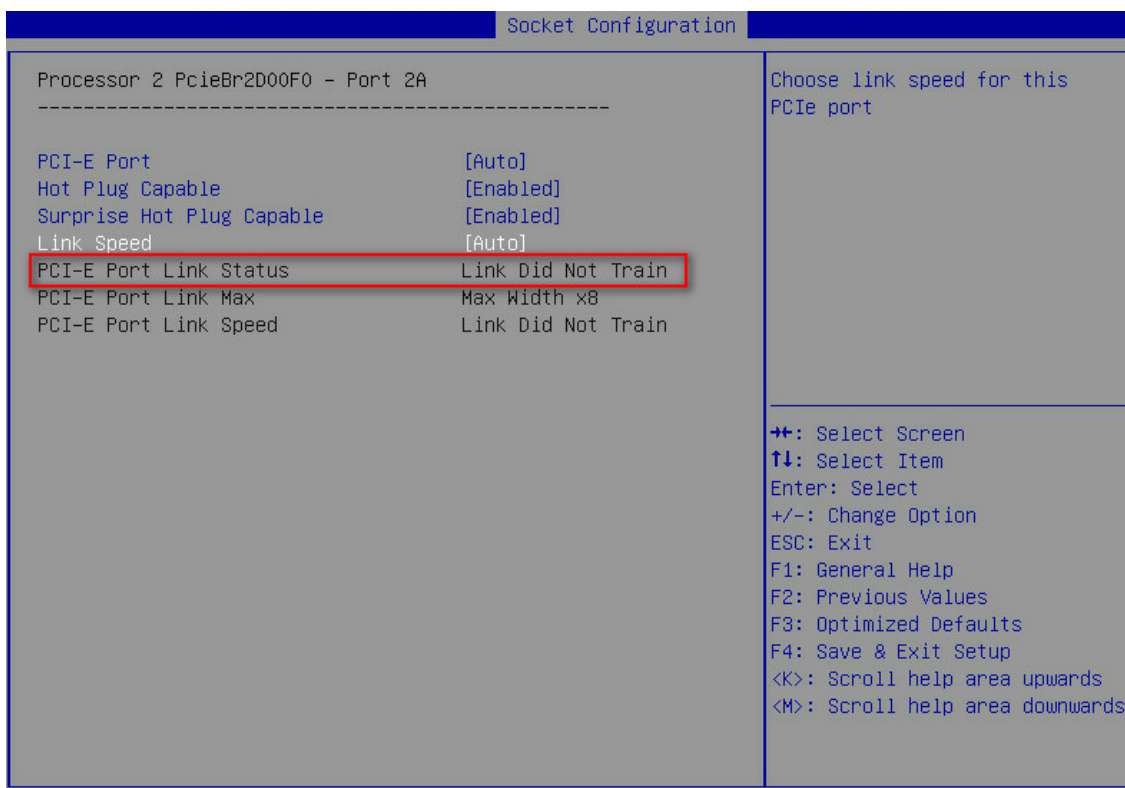 Socket Configuration
Processor 2 PcieBr2D00F0 - Port 2A
--------------------------------------------------
PCI-E Port [Auto]
Hot Plug Capable [Enabled]
Surprise Hot Plug Capable [Enabled]
Link Speed [Auto]
PCI-E Port Link Status Link Did Not Train
PCI-E Port Link Max Max Width x8
PCI-E Port Link Speed Link Did Not Train
Choose link speed for this
PCIe port
→←: Select Screen
↑↓: Select Item
Enter: Select
+/-: Change Option
ESC: Exit
F1: General Help
F2: Previous Values
F3: Optimized Defaults
F4: Save & Exit Setup
<K>: Scroll help area upwards
<M>: Scroll help area downwards